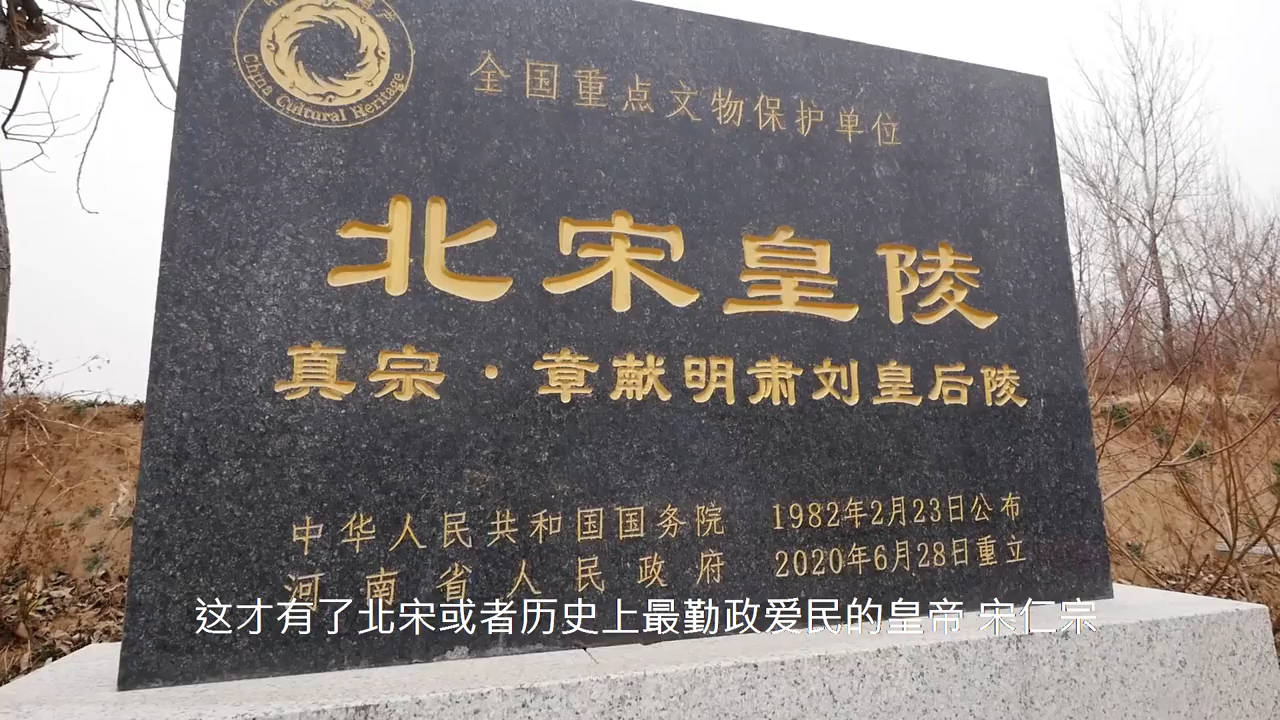 China Cultural Heritage
全国重点文物保护单位
北宋皇陵
真宗·章献明肃刘皇后陵
中华人民共和国国务院 1982年2月23日公布
河南省人民政府 2020年6月28日重立
这才有了北宋或者历史上最勤政爱民的皇帝 宋仁宗